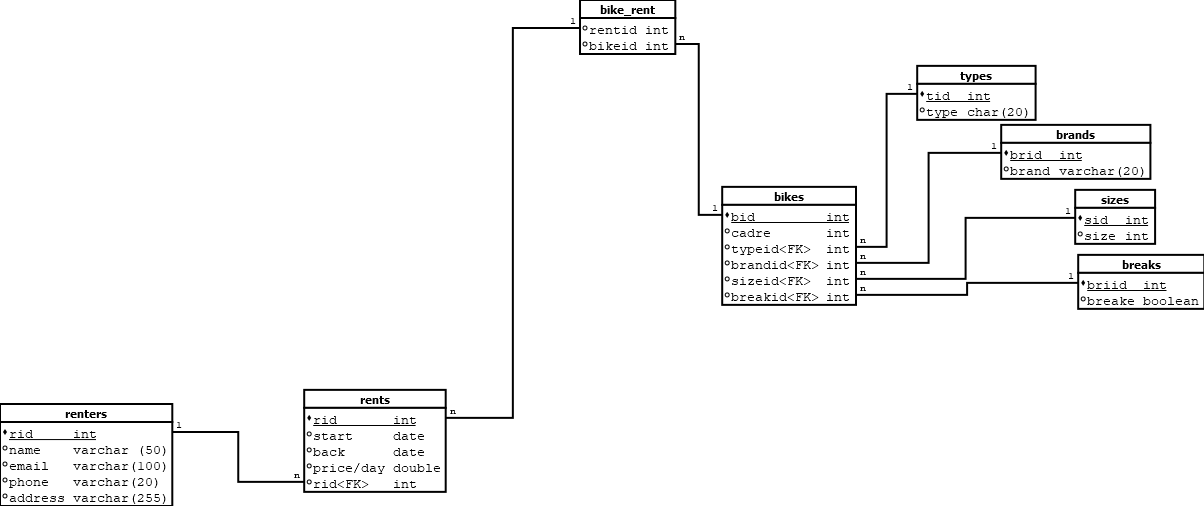 bike_rent
1
rentid int
bikeid int
n
types
1
tid int
type char(20)
brands
1
brid int
brand varchar(20)
bikes
1
bid int
cadre int
typeid<FK> int
n
brandid<FK> int
n
sizeid<FK> int
n
breakid<FK> int
n
sizes
1
sid int
size int
breaks
1
briid int
breake boolean
renters
1
rid int
name varchar (50)
email varchar(100)
phone varchar(20)
address varchar(255)
rents
n
rid int
start date
back date
price/day double
n
rid<FK> int